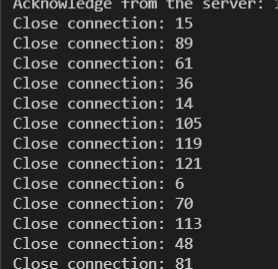 Acknowledge from the server:
Close connection: 15
Close connection: 89
Close connection: 61
Close connection: 36
Close connection: 14
Close connection: 105
Close connection: 119
Close connection: 121
Close connection: 6
Close connection: 70
Close connection: 113
Close connection: 48
Close connection: 81